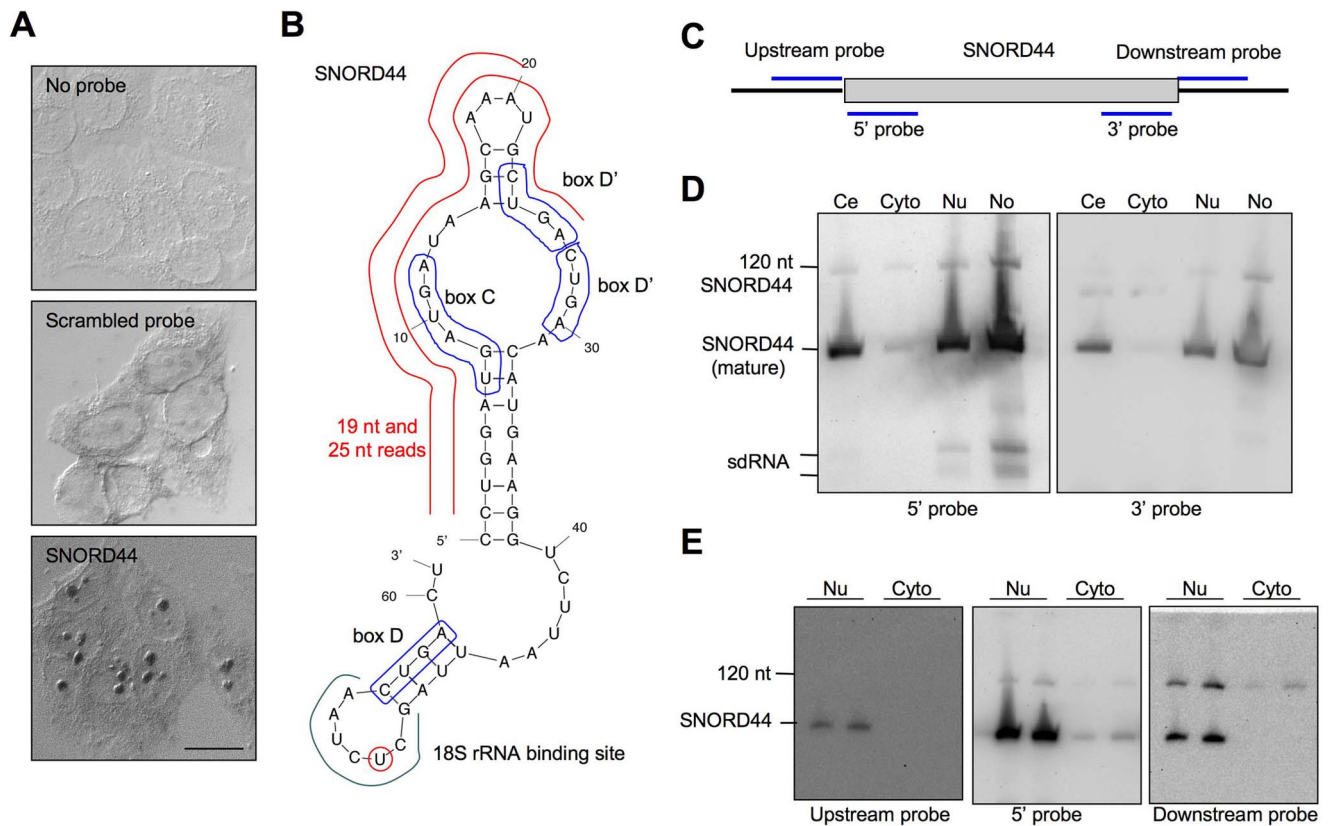 A
No probe
Scrambled probe
SNORD44
B
SNORD44
20
box D'
box D'
box C
10
30
19 nt and
25 nt reads
40
5'
3'
60
box D
18S rRNA binding site
A A
A U
C G
G C
A U
A G
U A
A C
G U
U G
A A
G C A
U A
A U
G G
G A
U A
C G
C G
U
C
U
U
A
A
U
U
C
A U
G U
U A
C G
A C
A U
U C
C
Upstream probe
SNORD44
Downstream probe
5' probe
3' probe
D
Ce Cyto Nu No
Ce Cyto Nu No
120 nt
SNORD44
SNORD44
(mature)
sdRNA
5' probe
3' probe
E
Nu Cyto
Nu Cyto
Nu Cyto
120 nt
SNORD44
Upstream probe
5' probe
Downstream probe